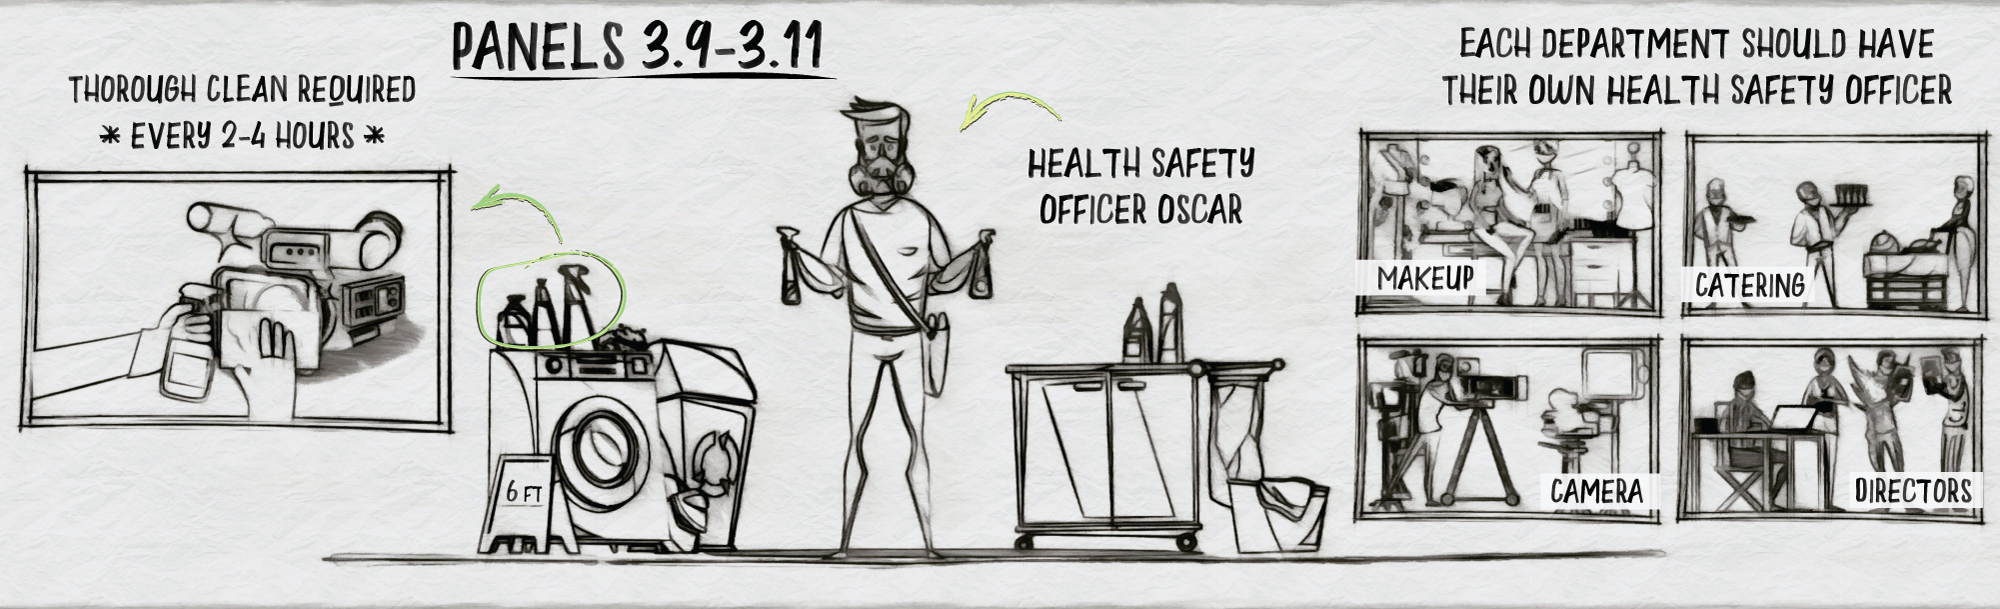 PANELS 3.9-3.11
THOROUGH CLEAN REQUIRED
* EVERY 2-4 HOURS *
6 FT
HEALTH SAFETY
OFFICER OSCAR
EACH DEPARTMENT SHOULD HAVE
THEIR OWN HEALTH SAFETY OFFICER
MAKEUP
CATERING
CAMERA
DIRECTORS